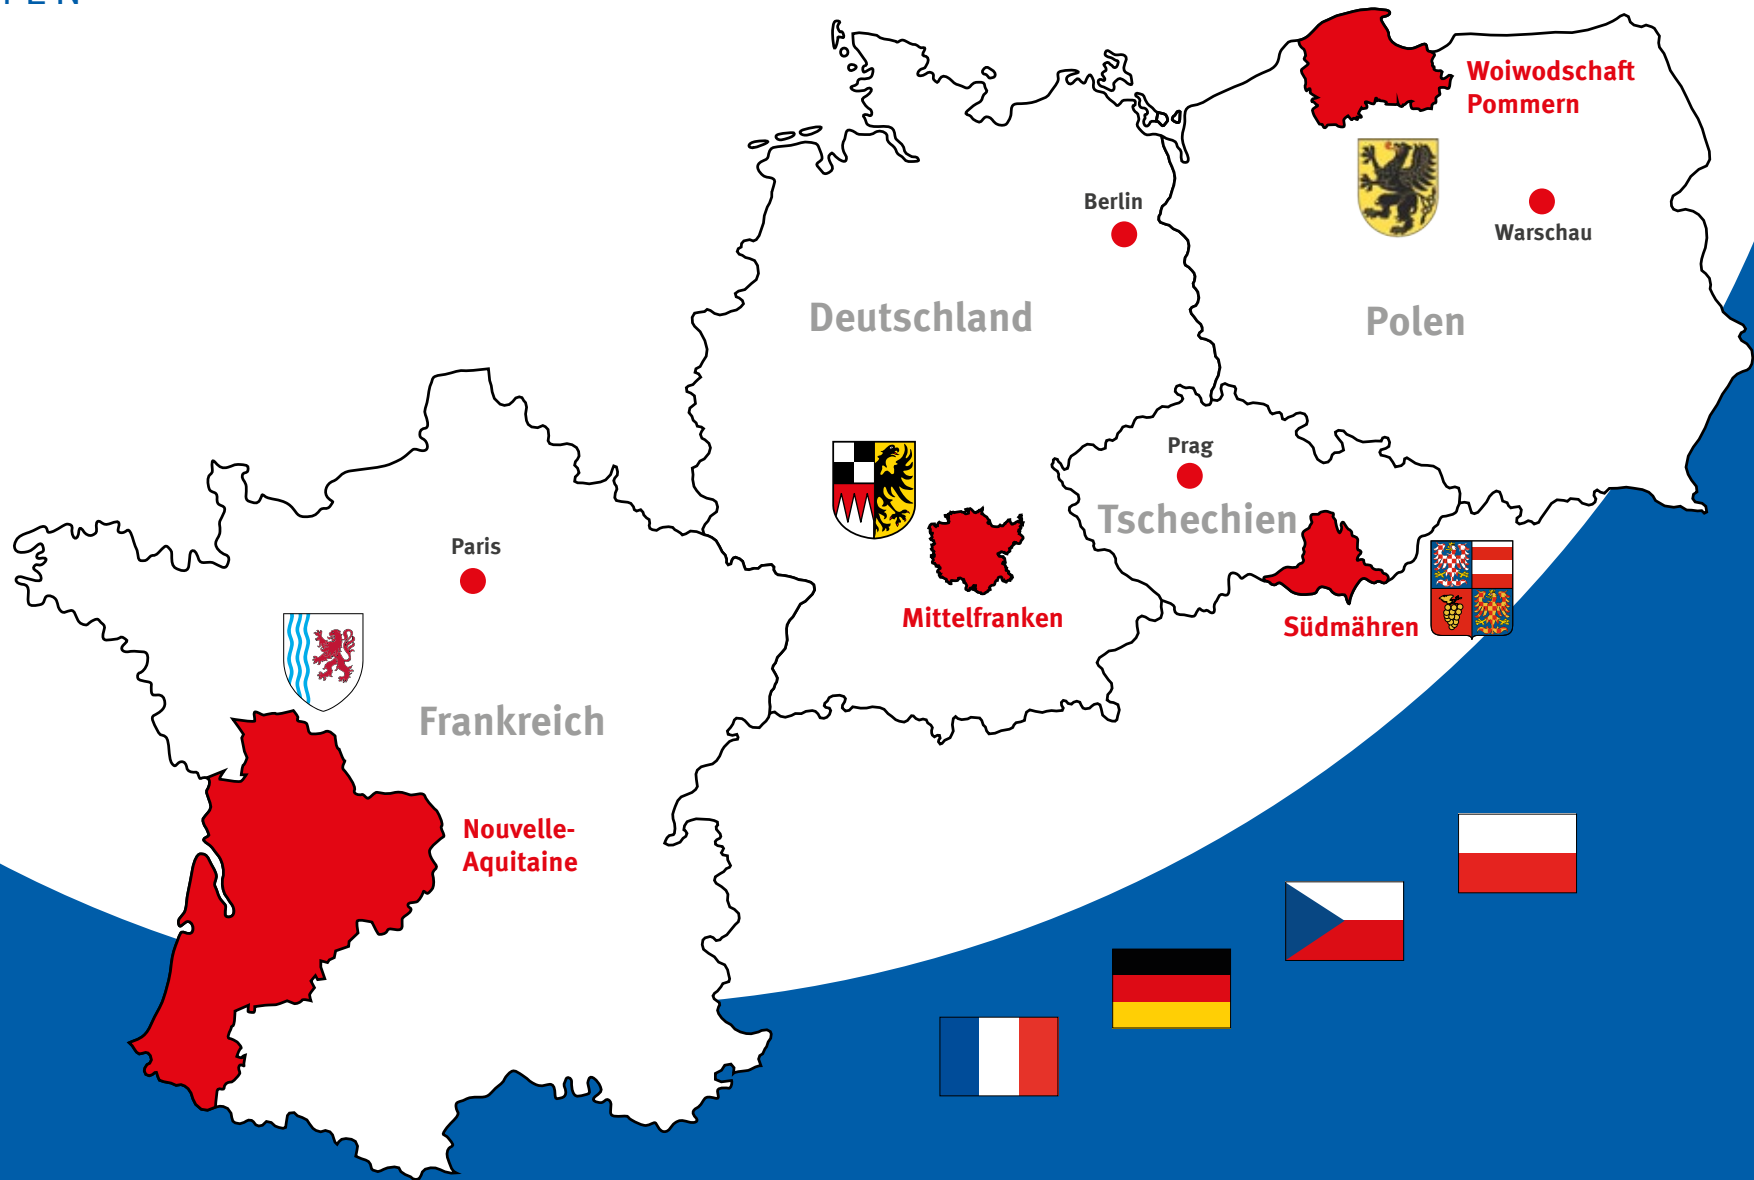 Woiwodschaft
Pommern
Berlin
Warschau
Deutschland
Polen
Prag
Tschechien
Paris
Mittelfranken
Südmähren
Frankreich
Nouvelle-
Aquitaine